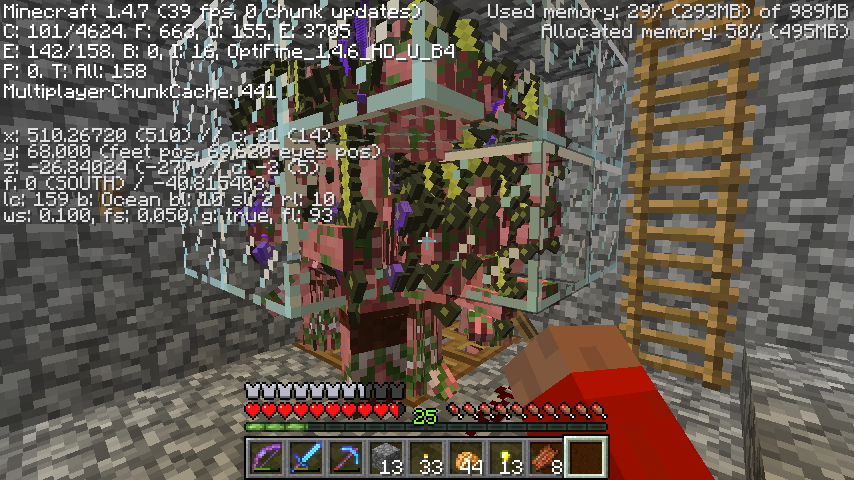 Minecraft 1.4.7 (39 fps, 0 chunk updates)
Used memory: 29% (293MB) of 989MB
C: 101/4624, F: 663, O: 155, E: 3705
Allocated memory: 50% (495MB)
E: 142/158, B: 0, I: 16, OptiFine_1.4.6_HD_U_B4
P: 0, T: All: 158
MultiplayerChunkCache: 441
x: 510.26720 (510) // c: 31 (14)
y: 68.000 (feet pos, 69.620 eyes pos)
z: -26.84024 (-27) // c: (5)
f: 0 (SOUTH) / -40.815403
lc: 159 b: Ocean bl: 10 sl: 2 rl: 10
ws: 0.100, fs: 0.050, g: true, fl: 93
25
13 33 44 13 8